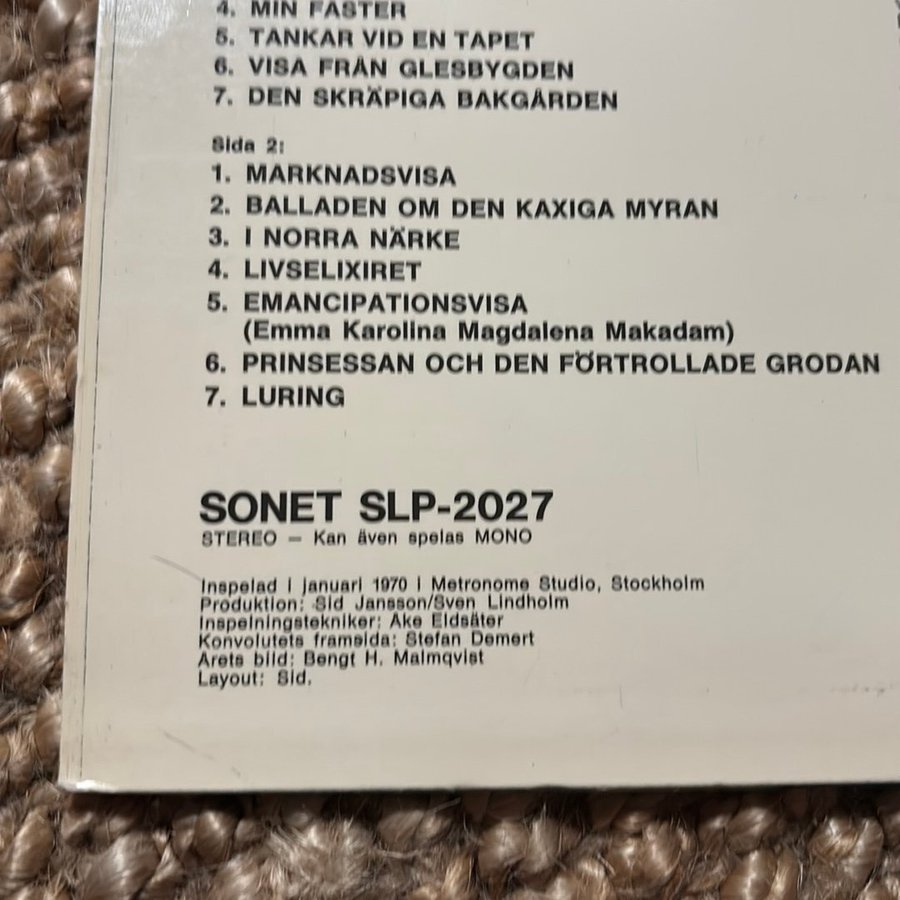 4. MIN FASTER
5. TANKAR VID EN TAPET
6. VISA FRÅN GLESBYGDEN
7. DEN SKRÄPIGA BAKGÅRDEN
Sida 2:
1. MARKNADSVISA
2. BALLADEN OM DEN KAXIGA MYRAN
3. I NORRA NÄRKE
4. LIVSELIXIRET
5. EMANCIPATIONSVISA
(Emma Karolina Magdalena Makadam)
6. PRINSESSAN OCH DEN FÖRTROLLADE GRODAN
7. LURING
SONET SLP-2027
STEREO – Kan även spelas MONO
Inspelad i januari 1970 i Metronome Studio, Stockholm
Produktion: Sid Jansson/Sven Lindholm
Inspelningstekniker: Åke Eldsäter
Konvolutets framsida: Stefan Demert
Årets bild: Bengt H. Malmqvist
Layout: Sid.